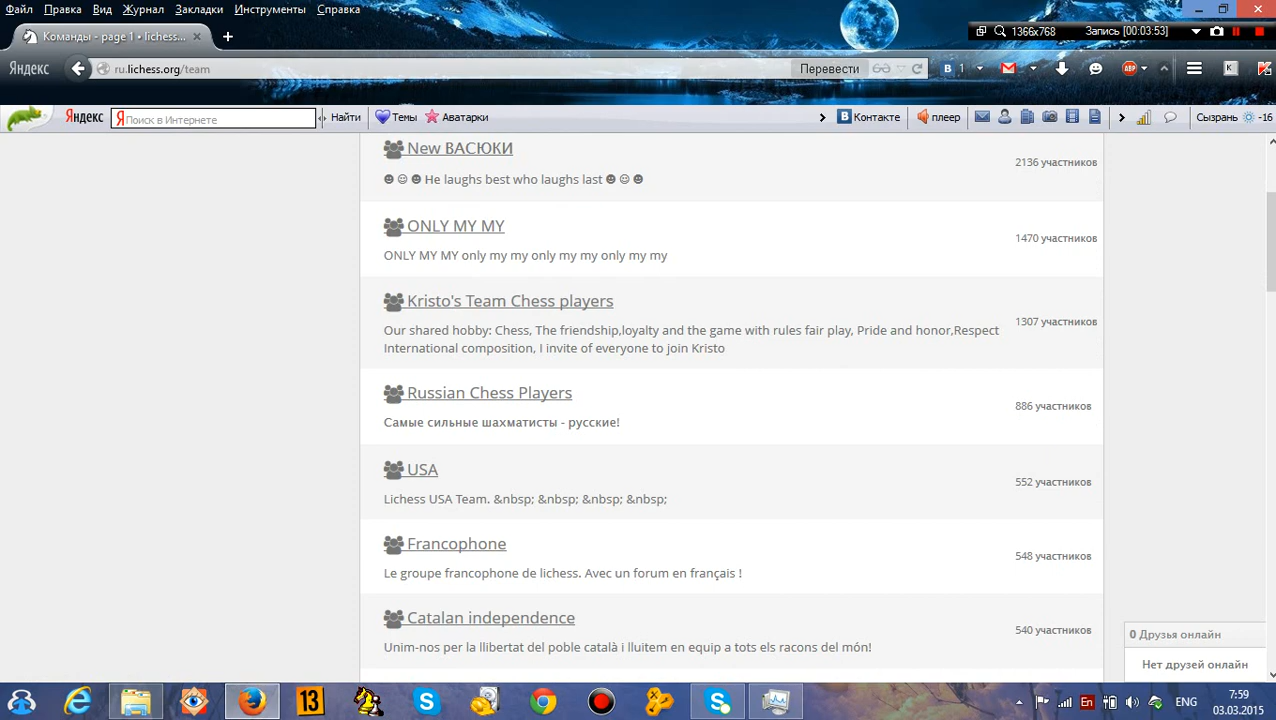 Файл Правка Вид Журнал Закладки Инструменты Справка
Команды - page 1 • lichess...
1366x768 Запись [00:03:53]
Яндекс ru.lichess.org/team Перевести В 1
Яндекс Поиск в Интернете Найти Темы Аватарки В Контакте плеер Сызрань -16
New ВАСЮКИ
2136 участников
☻☺☻ He laughs best who laughs last ☻☺☻
ONLY MY MY
1470 участников
ONLY MY MY only my my only my my only my my
Kristo's Team Chess players
1307 участников
Our shared hobby: Chess, The friendship,loyalty and the game with rules fair play, Pride and honor,Respect
International composition, I invite of everyone to join Kristo
Russian Chess Players
886 участников
Самые сильные шахматисты - русские!
USA
552 участников
Lichess USA Team. &nbsp; &nbsp; &nbsp; &nbsp;
Francophone
548 участников
Le groupe francophone de lichess. Avec un forum en français !
Catalan independence
540 участников
Unim-nos per la llibertat del poble català i lluitem en equip a tots els racons del món!
0 Друзья онлайн
Нет друзей онлайн
13 En ENG 7:59
03.03.2015